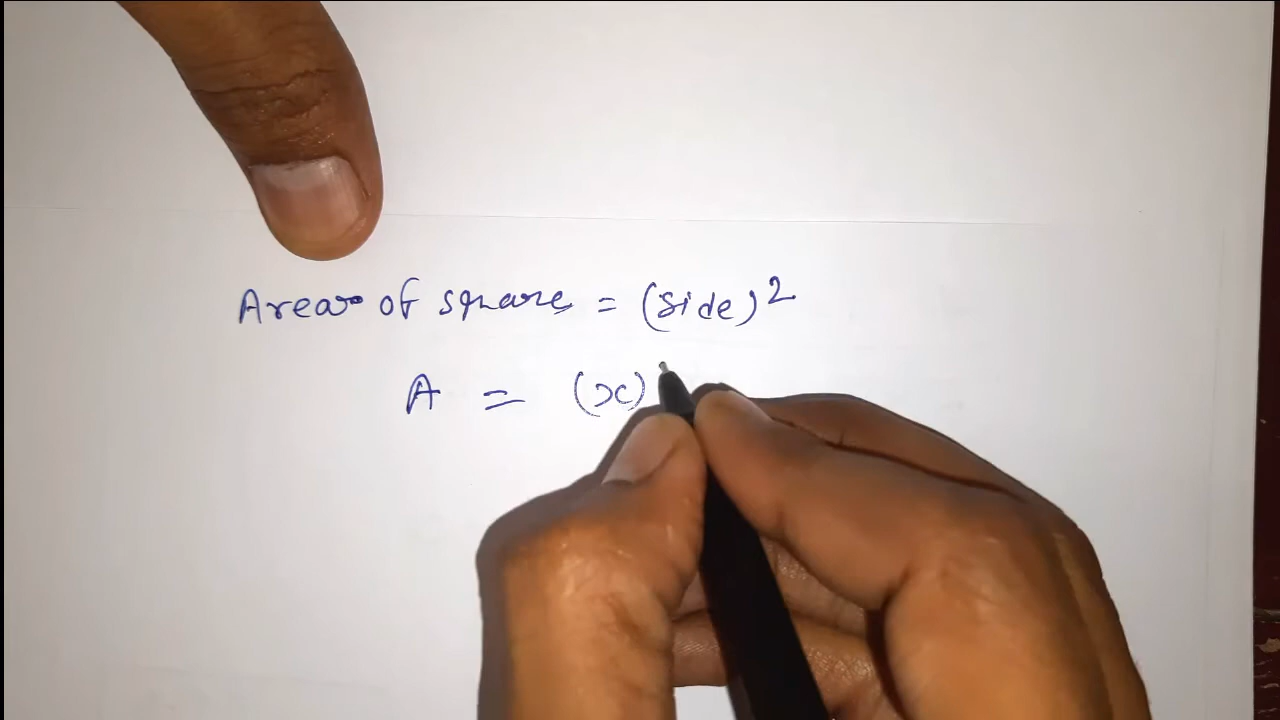 Area of square = (side)²
A = (x)